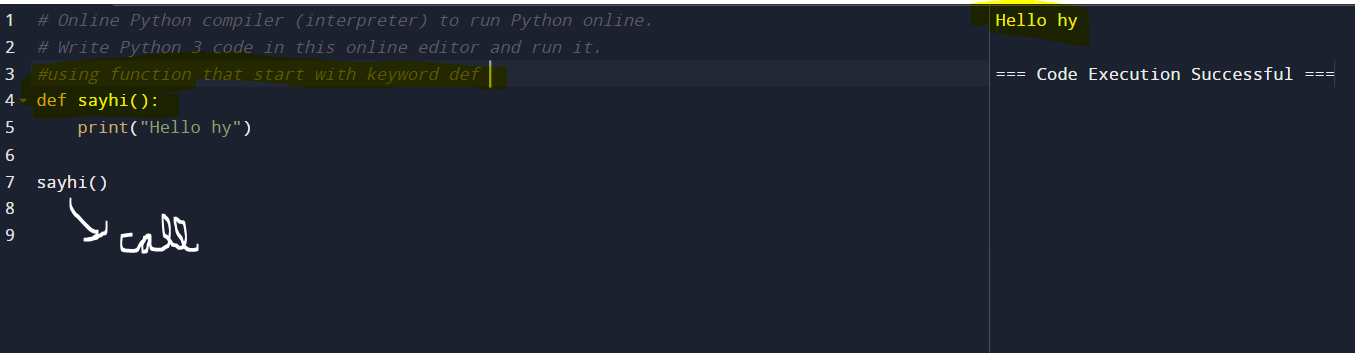 1 # Online Python compiler (interpreter) to run Python online.
2 # Write Python 3 code in this online editor and run it.
3 #using function that start with keyword def
4 def sayhi():
5 print("Hello hy")
6
7 sayhi()
8
9
call
Hello hy
=== Code Execution Successful ===